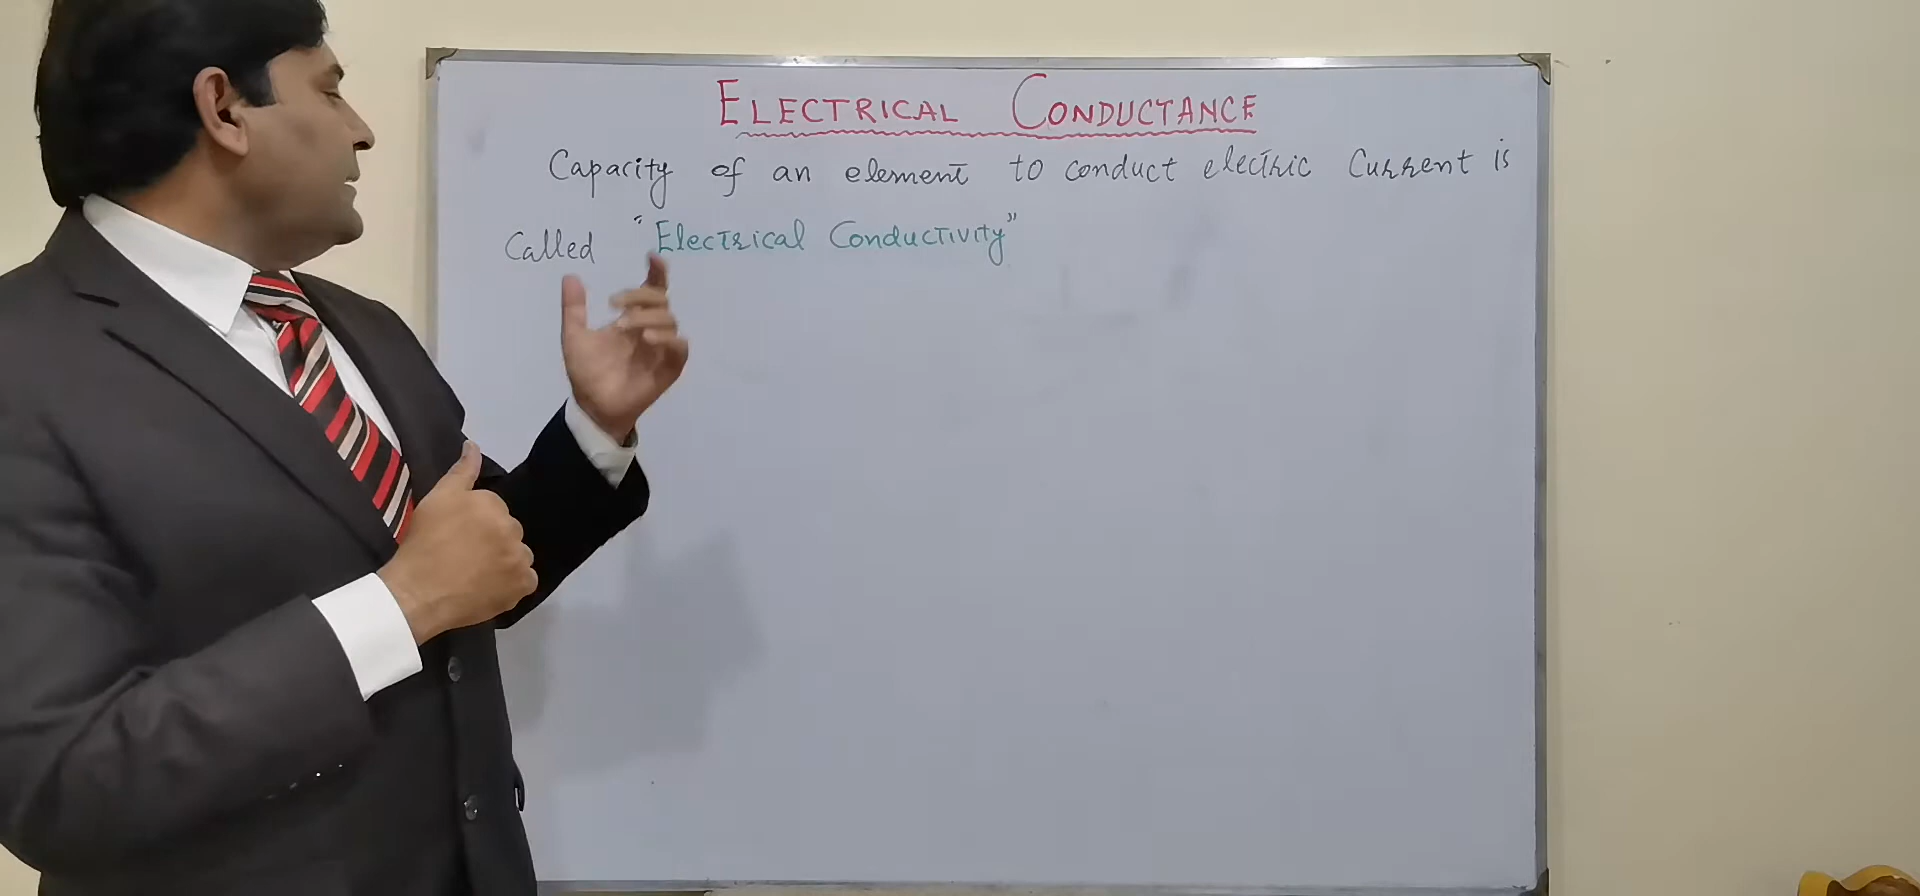 ELECTRICAL CONDUCTANCE
Capacity of an element to conduct electric Current is
Called "Electrical Conductivity"